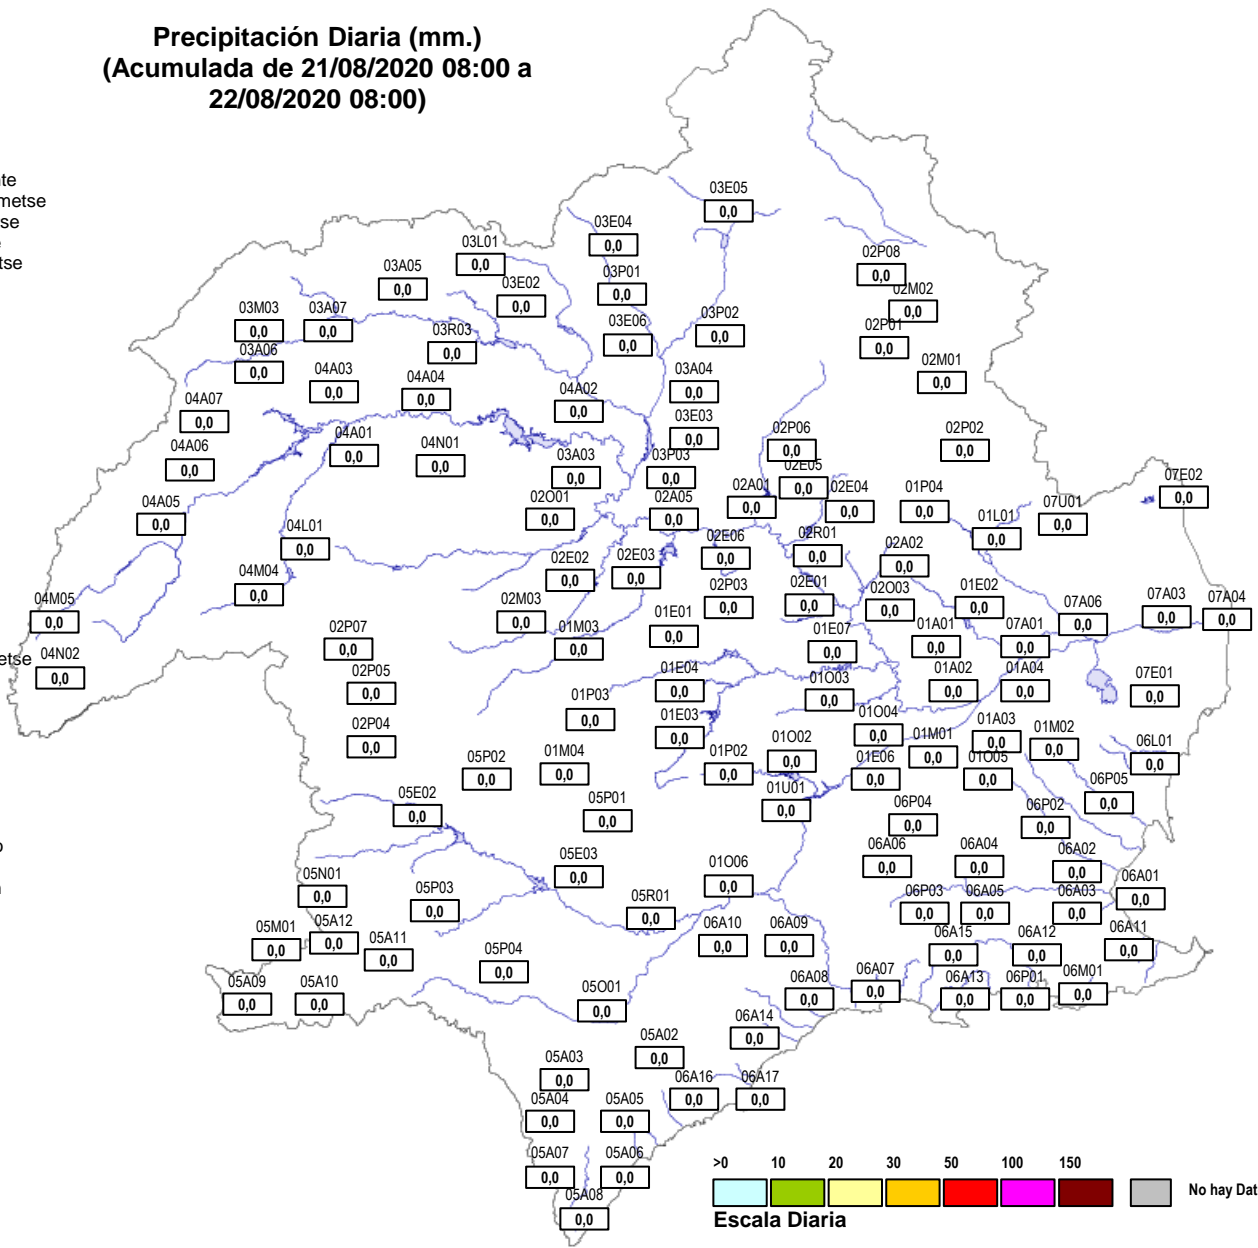 Precipitación Diaria (mm.)
(Acumulada de 21/08/2020 08:00 a
22/08/2020 08:00)
te
metse
se
tse
03E05
0,0
03E04
0,0
03L01
0,0
02P08
0,0
03A05
0,0
03P01
0,0
03E02
0,0
02M02
0,0
03M03
0,0
03A07
0,0
03P02
0,0
03E06
0,0
03R03
0,0
02P01
0,0
03A06
0,0
02M01
0,0
04A03
0,0
04A04
0,0
03A04
0,0
04A02
0,0
04A07
0,0
03E03
0,0
02P06
0,0
02P02
0,0
04A01
0,0
04A06
0,0
04N01
0,0
03A03
0,0
03P03
0,0
02E05
0,0
07E02
0,0
02A01
0,0
02E04
0,0
01P04
0,0
04A05
0,0
02O01
0,0
02A05
0,0
07U01
0,0
01L01
0,0
04L01
0,0
02E06
0,0
02R01
0,0
02A02
0,0
02E02
0,0
02E03
0,0
04M04
0,0
02P03
0,0
02E01
0,0
02O03
0,0
01E02
0,0
04M05
0,0
02M03
0,0
07A06
0,0
07A03
0,0
07A04
0,0
01E01
0,0
01M03
0,0
02P07
0,0
01E07
0,0
01A01
0,0
07A01
0,0
etse
04N02
0,0
02P05
0,0
01E04
0,0
01O03
0,0
01A02
0,0
01A04
0,0
07E01
0,0
01P03
0,0
02P04
0,0
01E03
0,0
01O04
0,0
01A03
0,0
01M02
0,0
01M01
0,0
06L01
0,0
05P02
0,0
01M04
0,0
01P02
0,0
01O02
0,0
01E06
0,0
01O05
0,0
05E02
0,0
05P01
0,0
01U01
0,0
06P04
0,0
06P02
0,0
06P05
0,0
o
05E03
0,0
01O06
0,0
06A06
0,0
06A04
0,0
06A02
0,0
05N01
0,0
05P03
0,0
05R01
0,0
06P03
0,0
06A05
0,0
06A03
0,0
06A01
0,0
05M01
0,0
05A12
0,0
05A11
0,0
05P04
0,0
06A10
0,0
06A09
0,0
06A15
0,0
06A12
0,0
06A11
0,0
05A09
0,0
05A10
0,0
05O01
0,0
06A08
0,0
06A07
0,0
06A13
0,0
06P01
0,0
06M01
0,0
06A14
0,0
05A02
0,0
05A03
0,0
06A16
0,0
06A17
0,0
05A04
0,0
05A05
0,0
05A07
0,0
05A06
0,0
05A08
0,0
>0 10 20 30 50 100 150
No hay Dat
Escala Diaria